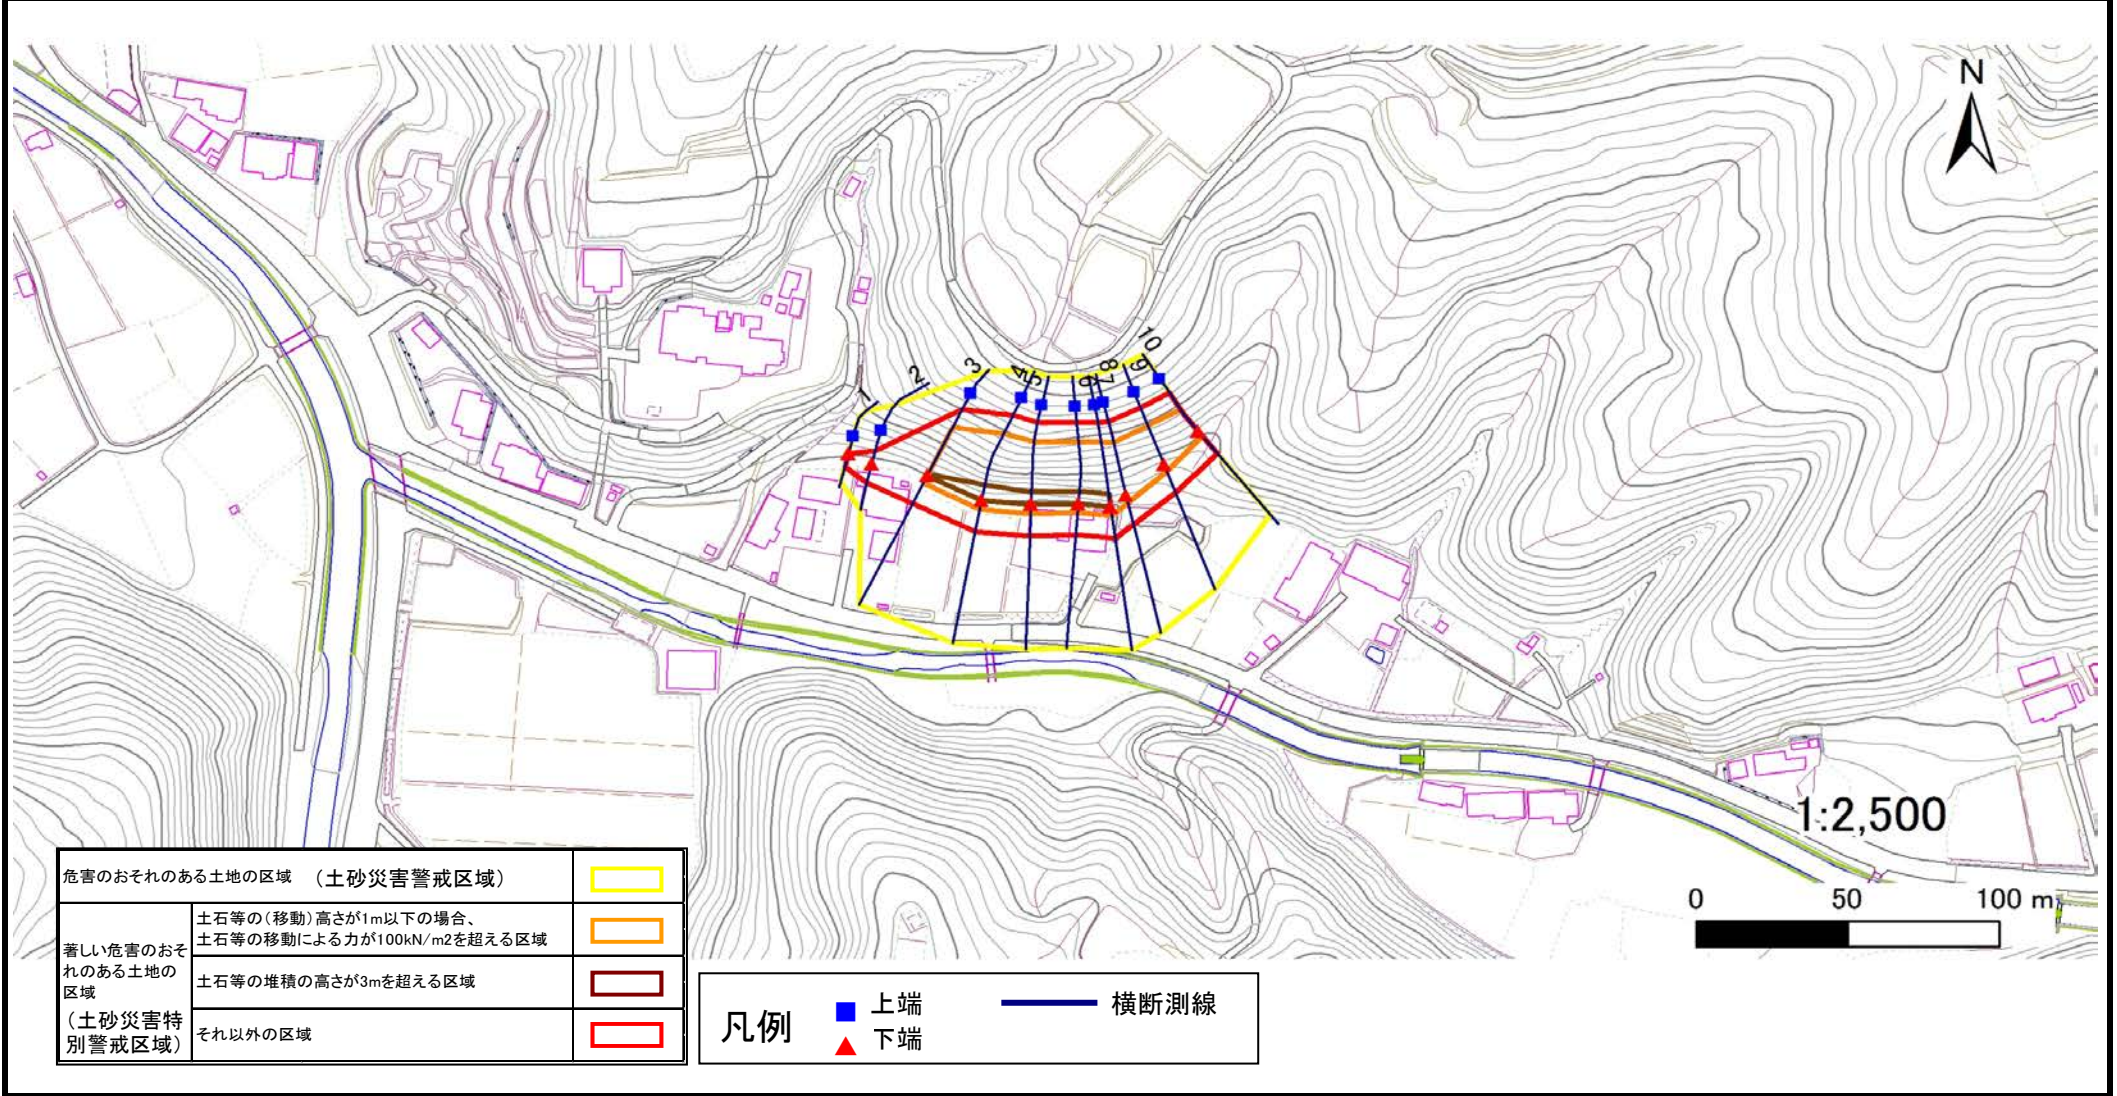 N
1
2
3
4
5
6
7
8
9
10
1:2,500
0 50 100 m
危害のおそれのある土地の区域 （土砂災害警戒区域）
著しい危害のおそ
れのある土地の
区域
（土砂災害特
別警戒区域）
土石等の（移動）高さが1m以下の場合、
土石等の移動による力が100kN/m2を超える区域
土石等の堆積の高さが3mを超える区域
それ以外の区域
凡例
上端
下端
横断測線